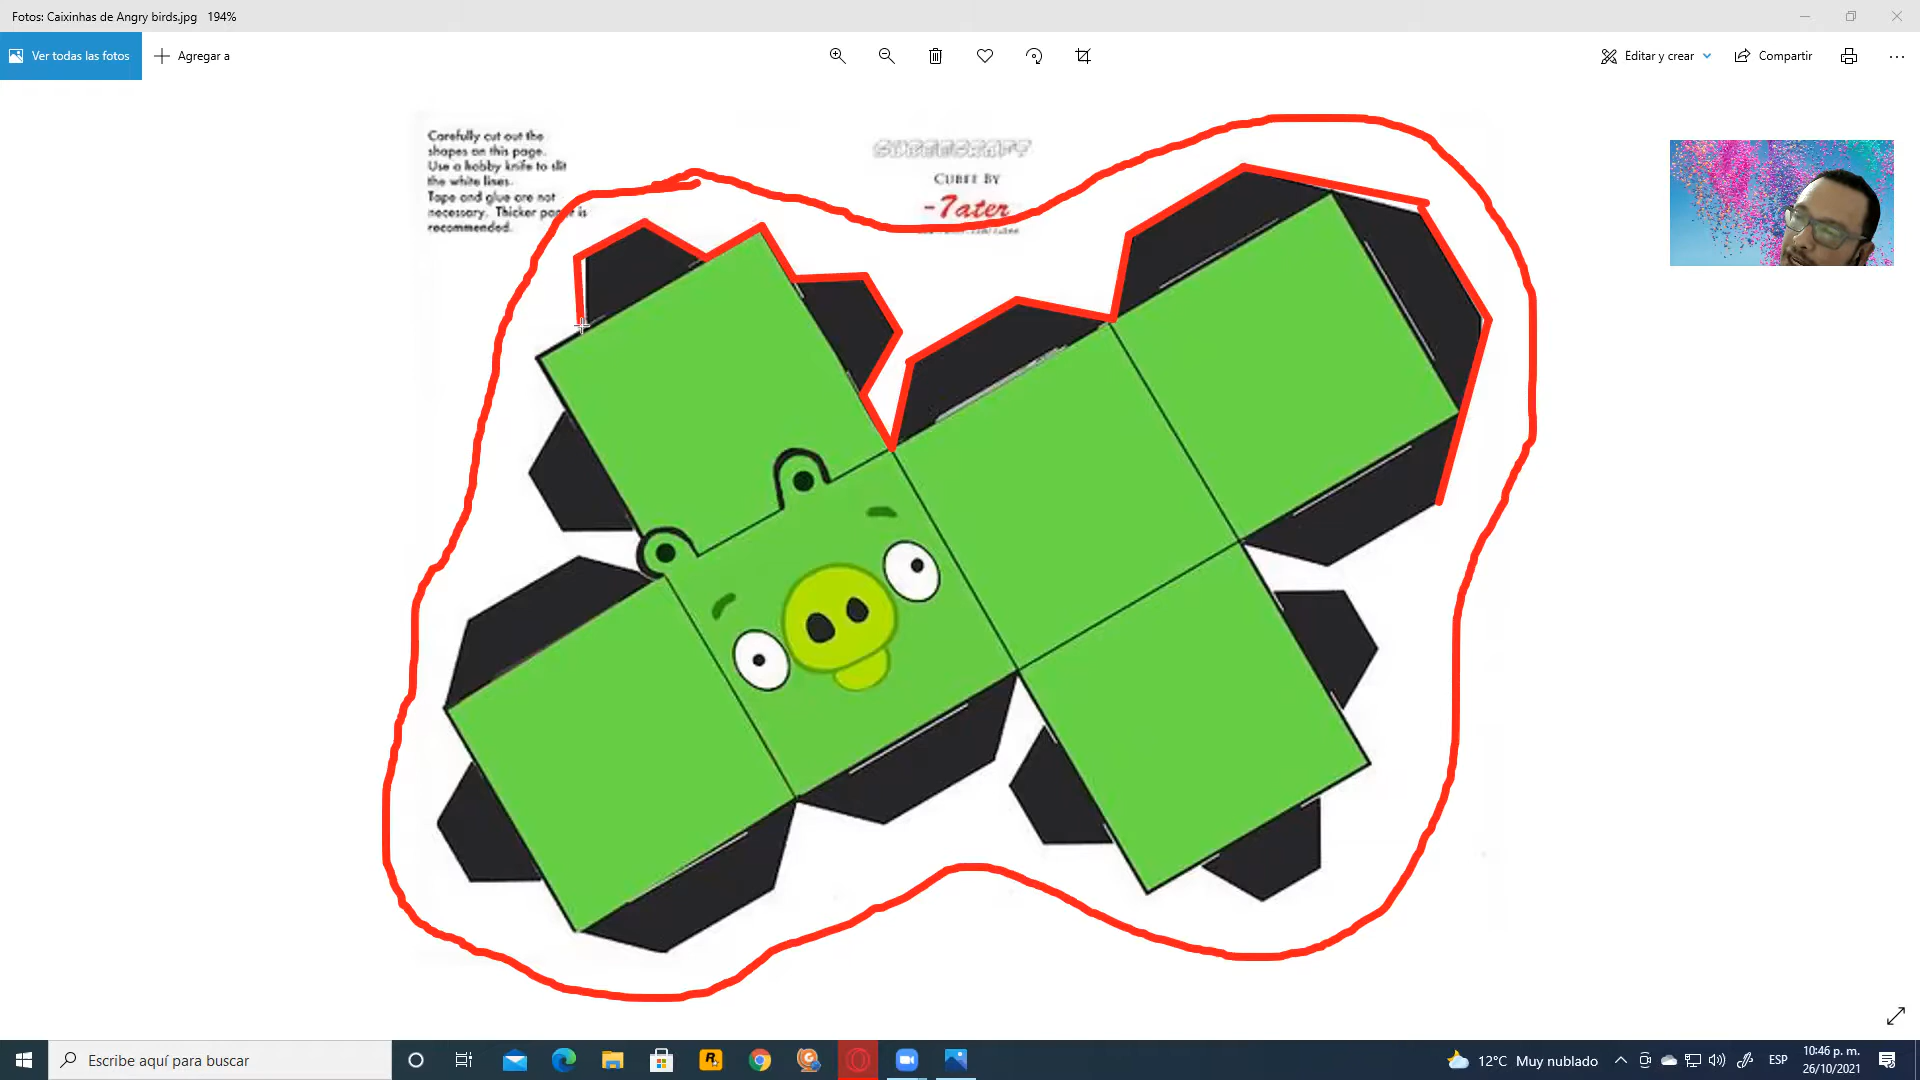 Fotos: Caixinhas de Angry birds.jpg 194%
Ver todas las fotos
Agregar a
Editar y crear
Compartir
Carefully cut out the
shapes on this page.
Use a hobby knife to slit
the white lines.
Tape and glue are not
necessary. Thicker paper is
recommended.
CUBEECRAFT
CUBEE BY
-7ater
Escribe aquí para buscar
12°C Muy nublado
ESP
10:46 p. m.
26/10/2021